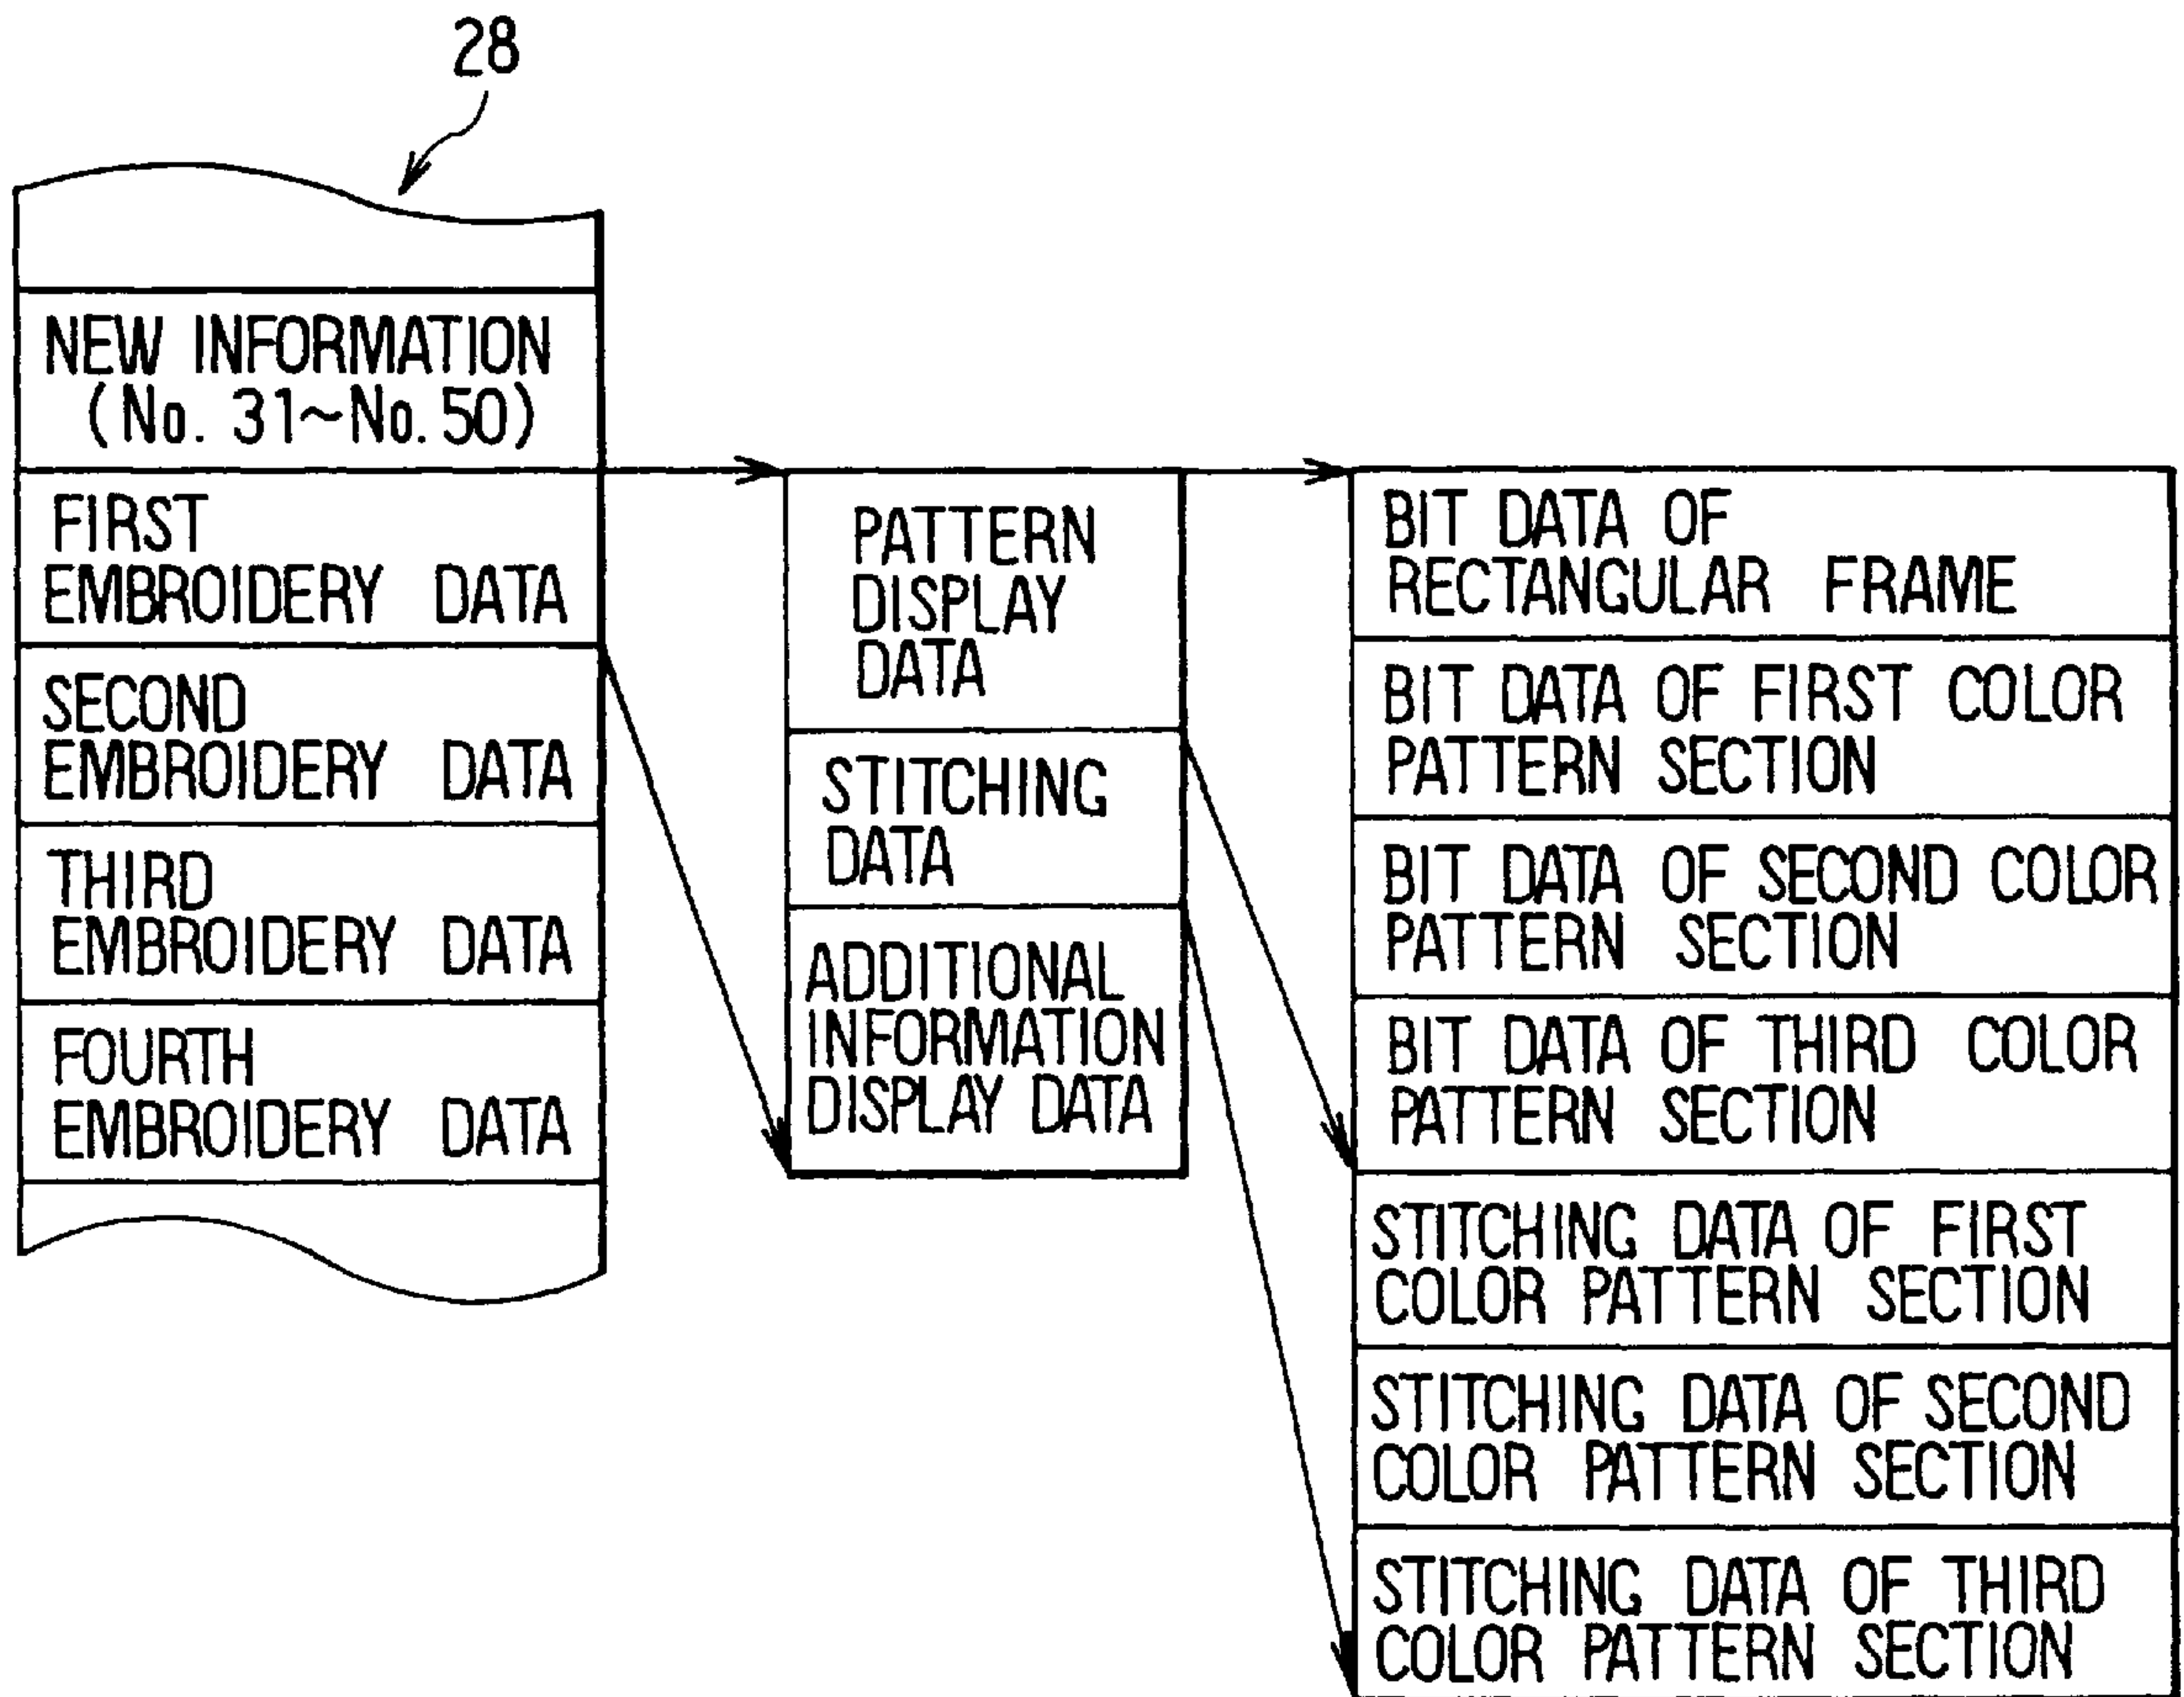 28
NEW INFORMATION
(No. 31~No. 50)
FIRST
EMBROIDERY DATA
SECOND
EMBROIDERY DATA
THIRD
EMBROIDERY DATA
FOURTH
EMBROIDERY DATA
PATTERN
DISPLAY
DATA
STITCHING
DATA
ADDITIONAL
INFORMATION
DISPLAY DATA
BIT DATA OF
RECTANGULAR FRAME
BIT DATA OF FIRST COLOR
PATTERN SECTION
BIT DATA OF SECOND COLOR
PATTERN SECTION
BIT DATA OF THIRD COLOR
PATTERN SECTION
STITCHING DATA OF FIRST
COLOR PATTERN SECTION
STITCHING DATA OF SECOND
COLOR PATTERN SECTION
STITCHING DATA OF THIRD
COLOR PATTERN SECTION